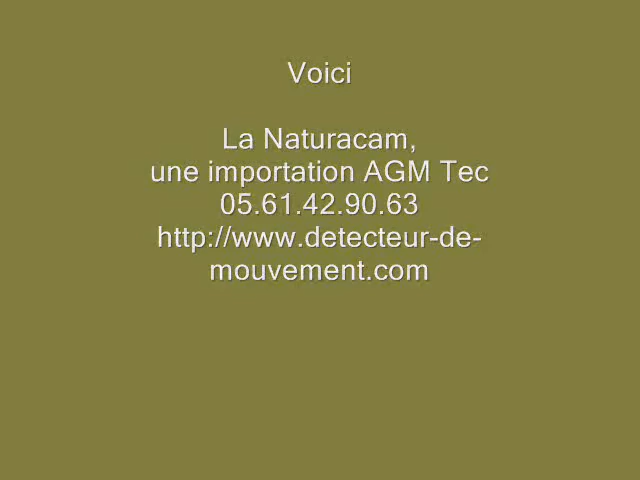 Voici
La Naturacam,
une importation AGM Tec
05.61.42.90.63
http://www.detecteur-de-
mouvement.com